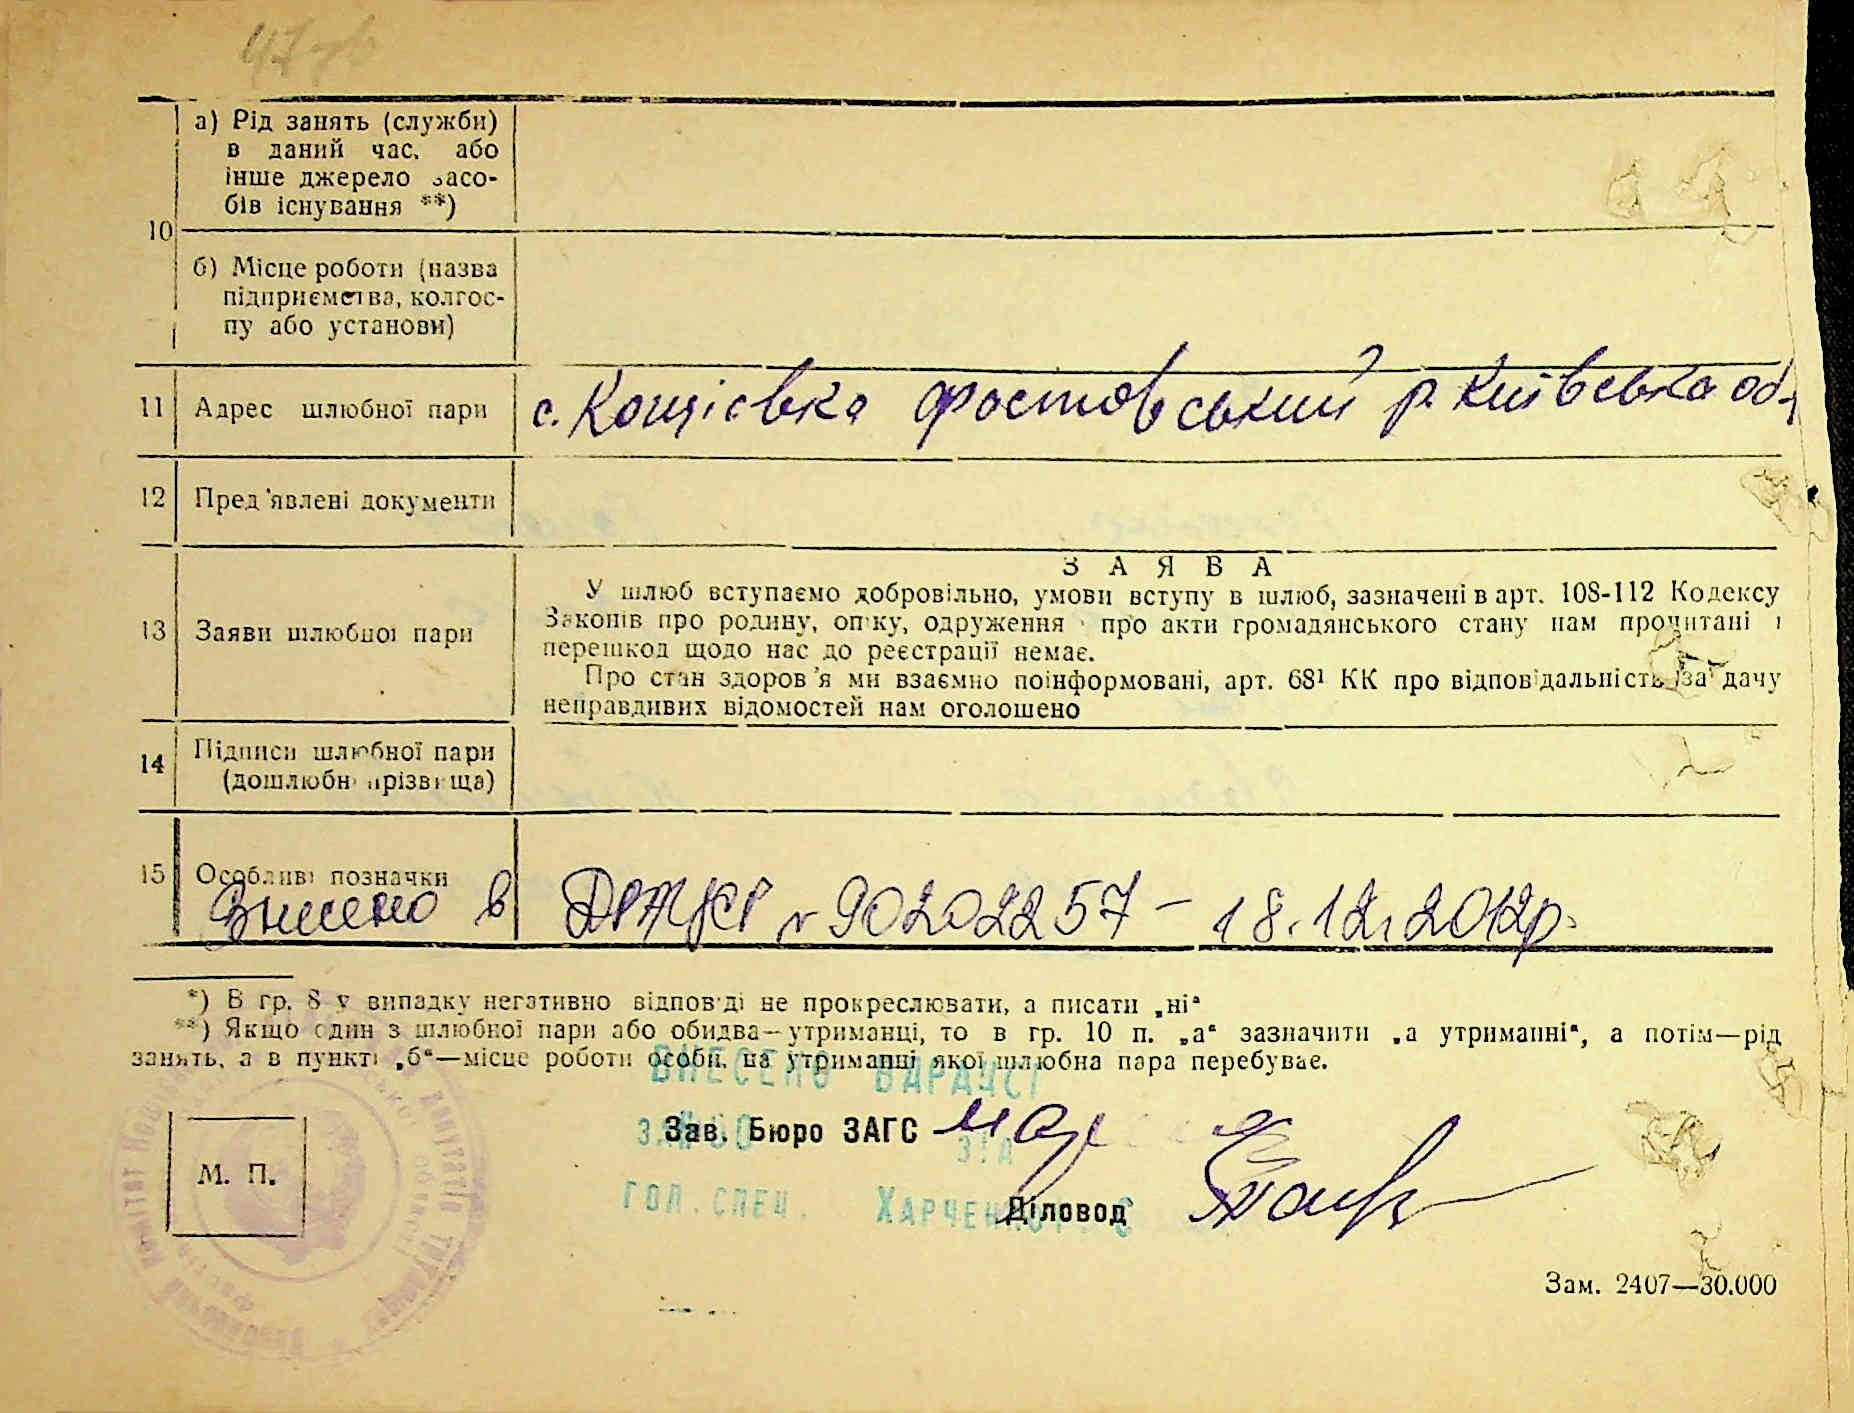 а) Рід занять (служби)
в даний час, або
інше джерело засо-
бів існування **)
10
б) Місце роботи (назва
підприємства, колгос-
пу або установи)
11 Адрес шлюбної пари с. Кощіевка Фостовський р. Київська обл
12 Пред'явлені документи
ЗАЯВА
13 Заяви шлюбної пари
У шлюб вступаємо добровільно, умови вступу в шлюб, зазначені в арт. 108-112 Кодексу
Законів про родину, опіку, одруження і про акти громадянського стану нам прочитані і
перешкод щодо нас до реєстрації немає.
Про стан здоров'я ми взаємно поінформовані, арт. 68¹ КК про відповідальність за дачу
неправдивих відомостей нам оголошено
14 Підписи шлюбної пари
(дошлюбні прізвища)
15 Особливі позначки
Внесено в ДРАЦС № 90202257 – 18.12.2012р.
*) В гр. 8 у випадку негативної відповіді не прокреслювати, а писати „ні“
**) Якщо один з шлюбної пари або обидва—утриманці, то в гр. 10 п. „а“ зазначити „а утриманні“, а потім—рід
занять, а в пункті „б“—місце роботи особи, на утриманні якої шлюбна пара перебуває.
ВНЕСЕНО В АРАЦС
Зав. Бюро ЗАГС
М. П.
ГОЛ. СПЕЦ. ХАРЧЕНКО
Діловод
Зам. 2407—30.000